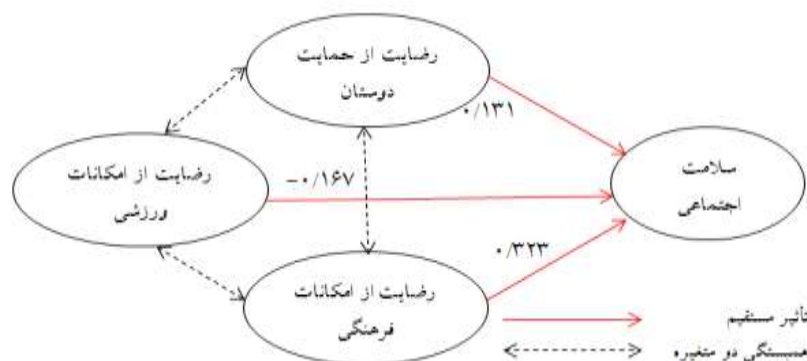 رضایت از حمایت
دوستان
۰/۱۳۱
رضایت از امکانات
ورزشی
-۰/۱۶۷
سلامت
اجتماعی
۰/۳۲۳
رضایت از امکانات
فرهنگی
تأثیر مستقیم
همبستگی دو متغیره